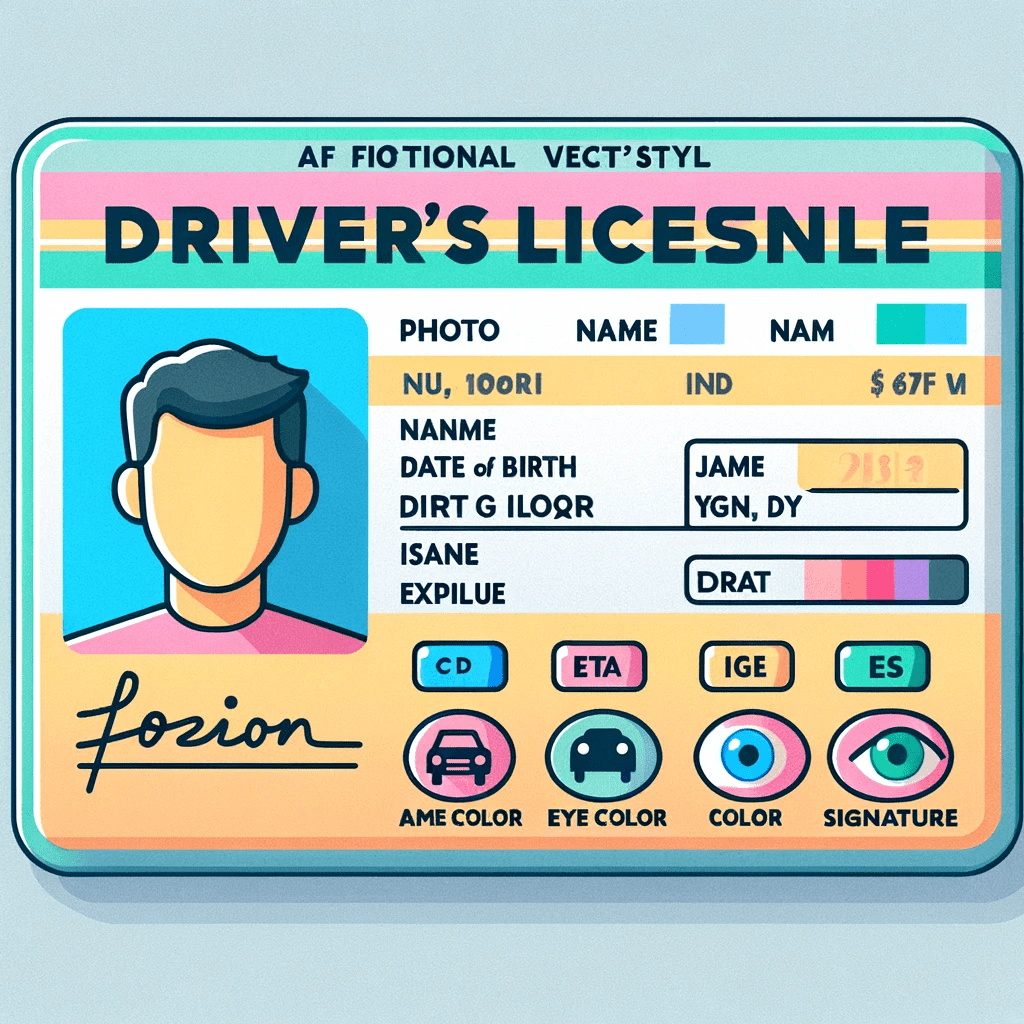 AF FIOTIONAL VECT'STYL
DRIVER'S LICESNLE
PHOTO NAME NAM
NU, 100RI IND $ 67F VI
NANME
DATE of BIRTH JAME
DIRT G ILOQR YGN, DY
ISANE
EXPILUE DRAT
CD ETA IGE ES
fozion
AME COLOR EYE COLOR COLOR SIGNATURE